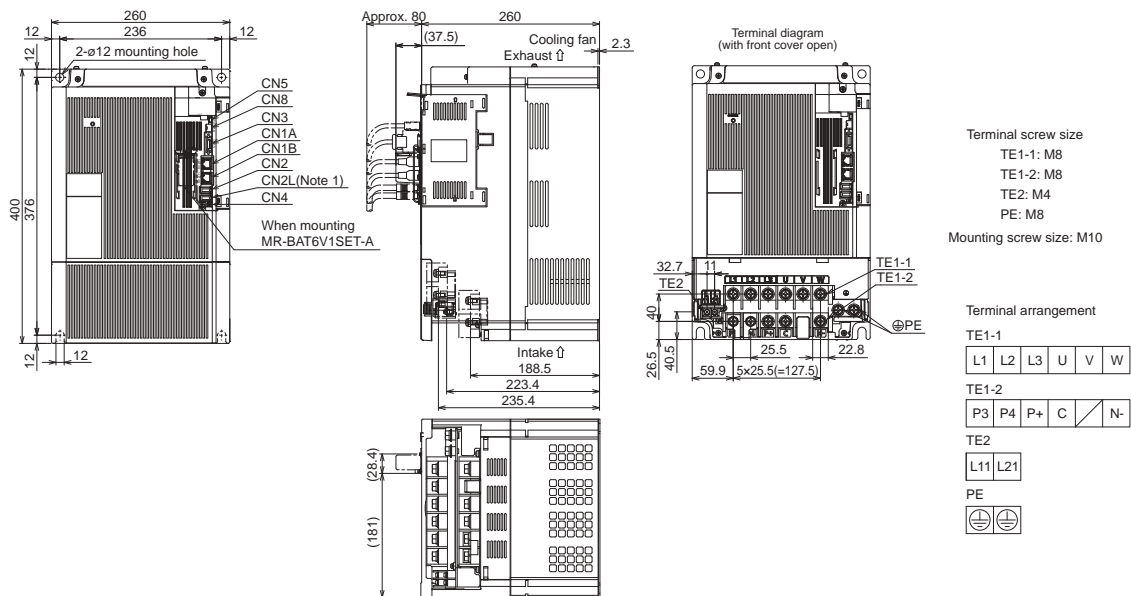 260
236
12
12
12
2-ø12 mounting hole
400
376
12
12
CN5
CN8
CN3
CN1A
CN1B
CN2
CN2L(Note 1)
CN4
When mounting
MR-BAT6V1SET-A
Approx. 80
260
(37.5)
Cooling fan
Exhaust ⇧
2.3
Intake ⇧
188.5
223.4
235.4
(28.4)
(181)
Terminal diagram
(with front cover open)
32.7
11
L1 L2 L3 U V W
TE2
TE1-1
TE1-2
PE
40
26.5
40.5
25.5
22.8
59.9
5×25.5(=127.5)
Terminal screw size
TE1-1: M8
TE1-2: M8
TE2: M4
PE: M8
Mounting screw size: M10
Terminal arrangement
TE1-1
L1 L2 L3 U V W
TE1-2
P3 P4 P+ C N-
TE2
L11 L21
PE